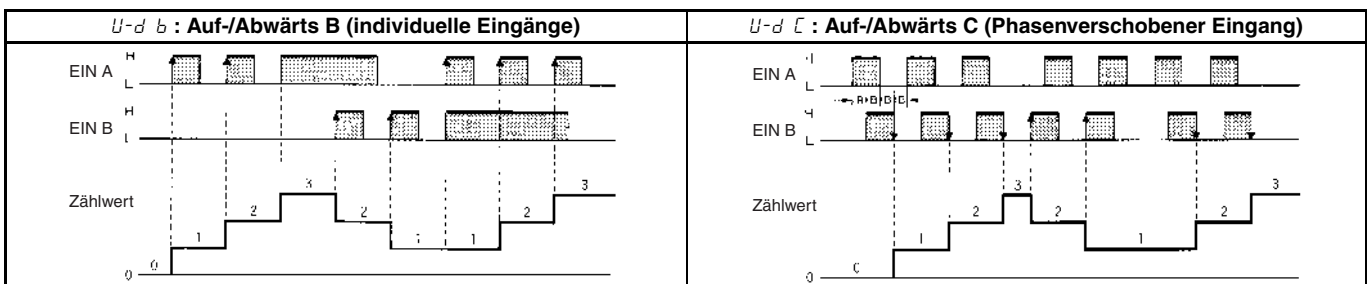 U-d b : Auf-/Abwärts B (individuelle Eingänge)
H
EIN A
L
H
EIN B
L
Zählwert
0
0
1
2
3
2
1
1
2
3
U-d C : Auf-/Abwärts C (Phasenverschobener Eingang)
EIN A
L
EIN B
L
Zählwert
0
1
2
3
2
1
2
3